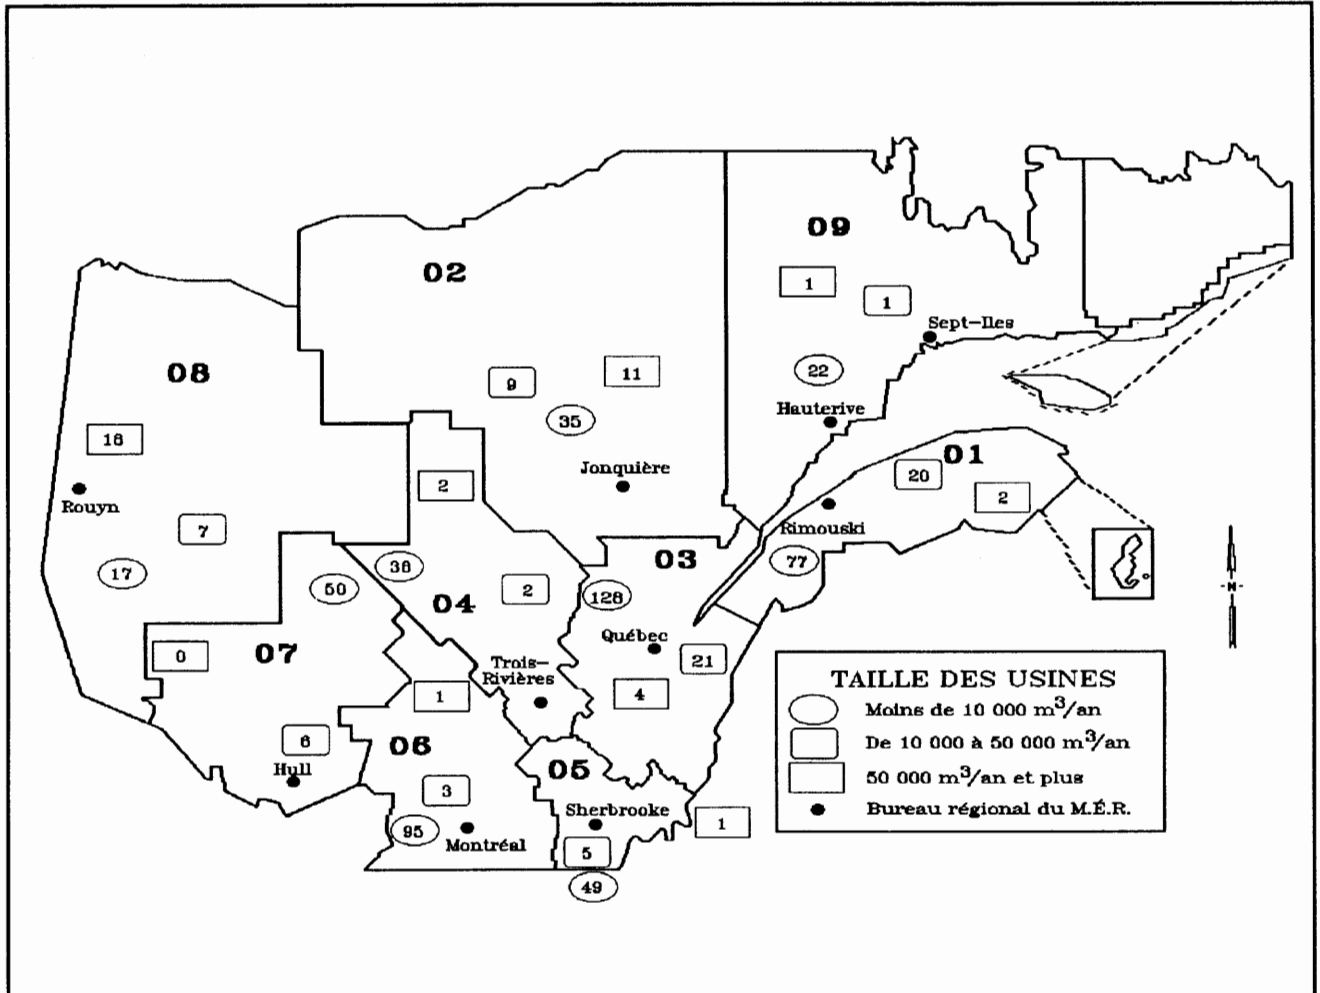 09
02
1
1
Sept-Iles
08
11
9
22
35
Hauterive
18
01
Jonquière
20
2
2
Rouyn
Rimouski
7
03
77
38
17
50
2
128
04
Québec
07
0
21
Trois-
Rivières
4
1
6
06
Hull
05
3
Sherbrooke
1
95
Montréal
5
49
N
TAILLE DES USINES
Moins de 10 000 m³/an
De 10 000 à 50 000 m³/an
50 000 m³/an et plus
Bureau régional du M.É.R.